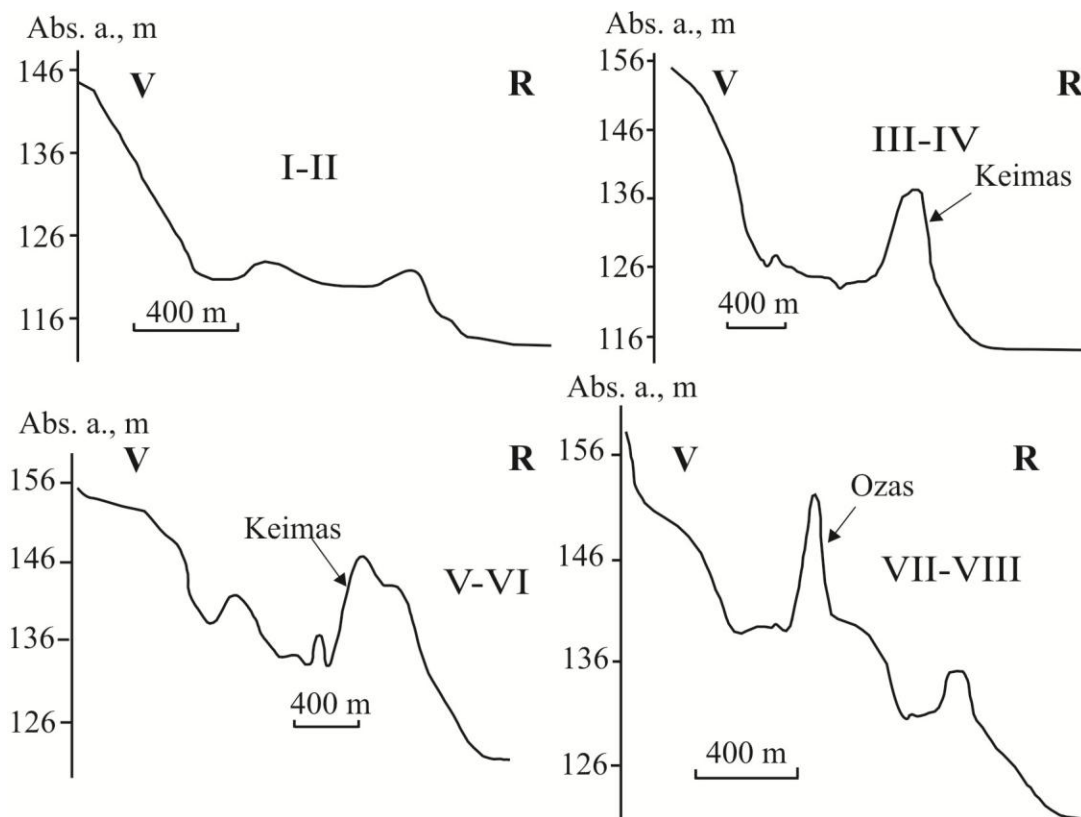 Abs. a., m
146
V
R
136
I-II
126
400 m
116
Abs. a., m
156
V
R
146
III-IV
Keimas
136
126
400 m
116
Abs. a., m
V
R
156
Keimas
146
V-VI
136
400 m
126
Abs. a., m
156
V
R
Ozas
146
VII-VIII
136
400 m
126